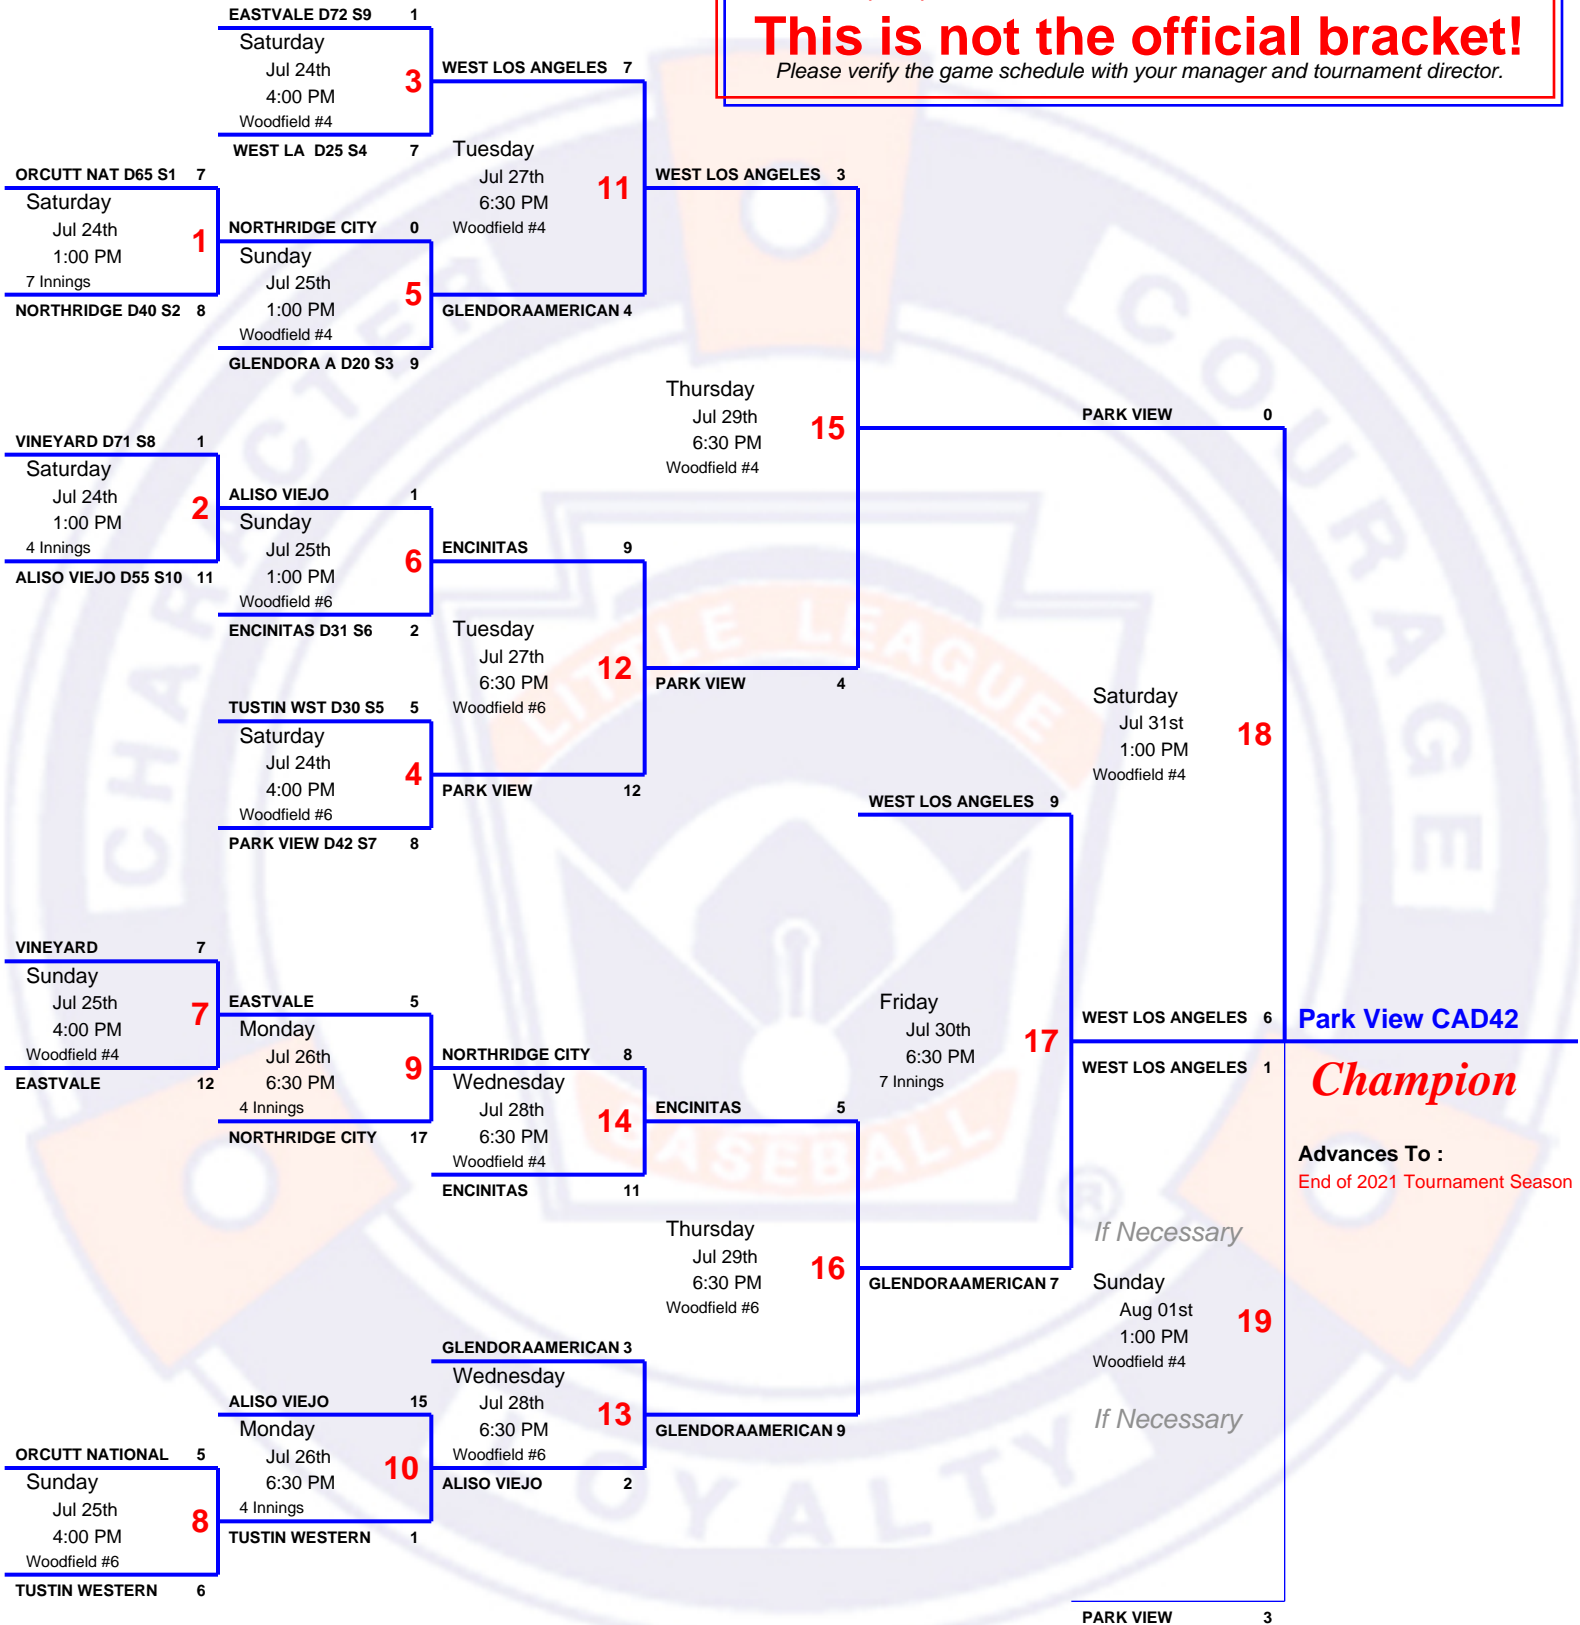 This is not the official bracket!
Please verify the game schedule with your manager and tournament director.
EASTVALE D72 S9 1
Saturday
Jul 24th
4:00 PM
Woodfield #4
3
WEST LA D25 S4 7
ORCUTT NAT D65 S1 7
Saturday
Jul 24th
1:00 PM
7 Innings
1
NORTHRIDGE D40 S2 8
NORTHRIDGE CITY 0
Sunday
Jul 25th
1:00 PM
Woodfield #4
5
GLENDORA A D20 S3 9
WEST LOS ANGELES 7
Tuesday
Jul 27th
6:30 PM
Woodfield #4
11
GLENDORAAMERICAN 4
VINEYARD D71 S8 1
Saturday
Jul 24th
1:00 PM
4 Innings
2
ALISO VIEJO D55 S10 11
ALISO VIEJO 1
Sunday
Jul 25th
1:00 PM
Woodfield #6
6
ENCINITAS D31 S6 2
TUSTIN WST D30 S5 5
Saturday
Jul 24th
4:00 PM
Woodfield #6
4
PARK VIEW D42 S7 8
ENCINITAS 9
Tuesday
Jul 27th
6:30 PM
Woodfield #6
12
PARK VIEW 12
WEST LOS ANGELES 3
Thursday
Jul 29th
6:30 PM
Woodfield #4
15
PARK VIEW 4
VINEYARD 7
Sunday
Jul 25th
4:00 PM
Woodfield #4
7
EASTVALE 12
EASTVALE 5
Monday
Jul 26th
6:30 PM
4 Innings
9
NORTHRIDGE CITY 17
NORTHRIDGE CITY 8
Wednesday
Jul 28th
6:30 PM
Woodfield #4
14
ENCINITAS 11
ORCUTT NATIONAL 5
Sunday
Jul 25th
4:00 PM
Woodfield #6
8
TUSTIN WESTERN 6
ALISO VIEJO 15
Monday
Jul 26th
6:30 PM
4 Innings
10
TUSTIN WESTERN 1
GLENDORAAMERICAN 3
Wednesday
Jul 28th
6:30 PM
Woodfield #6
13
ALISO VIEJO 2
ENCINITAS 5
Thursday
Jul 29th
6:30 PM
Woodfield #6
16
GLENDORAAMERICAN 9
WEST LOS ANGELES 9
Friday
Jul 30th
6:30 PM
7 Innings
17
GLENDORAAMERICAN 7
PARK VIEW 0
Saturday
Jul 31st
1:00 PM
Woodfield #4
18
WEST LOS ANGELES 6
WEST LOS ANGELES 1
If Necessary
Sunday
Aug 01st
1:00 PM
Woodfield #4
19
If Necessary
PARK VIEW 3
Park View CAD42
Champion
Advances To :
End of 2021 Tournament Season
CHARACTER
COURAGE
LOYALTY
LITTLE LEAGUE
BASEBALL
®